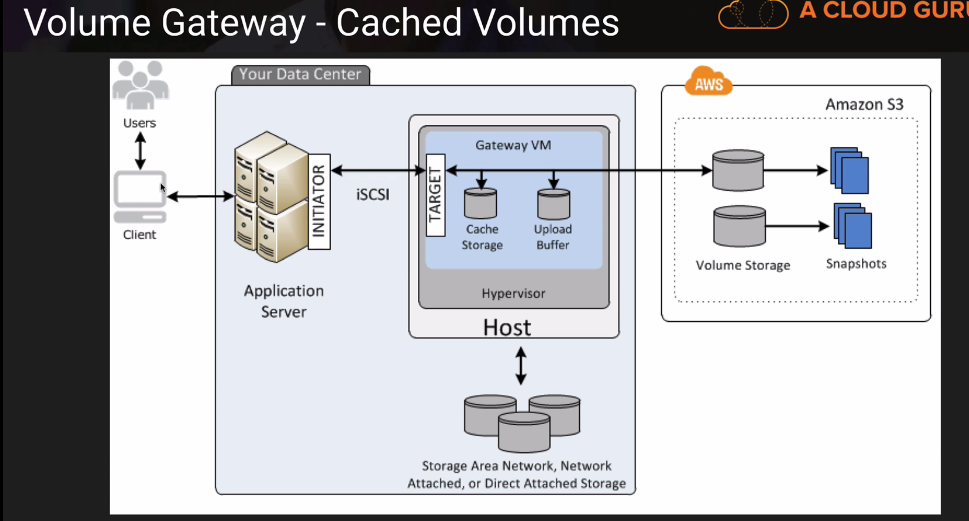 Volume Gateway - Cached Volumes
A CLOUD GURU
Your Data Center
AWS
Amazon S3
Users
Client
INITIATOR
iSCSI
TARGET
Gateway VM
Cache
Storage
Upload
Buffer
Hypervisor
Host
Application
Server
Volume Storage
Snapshots
Storage Area Network, Network
Attached, or Direct Attached Storage